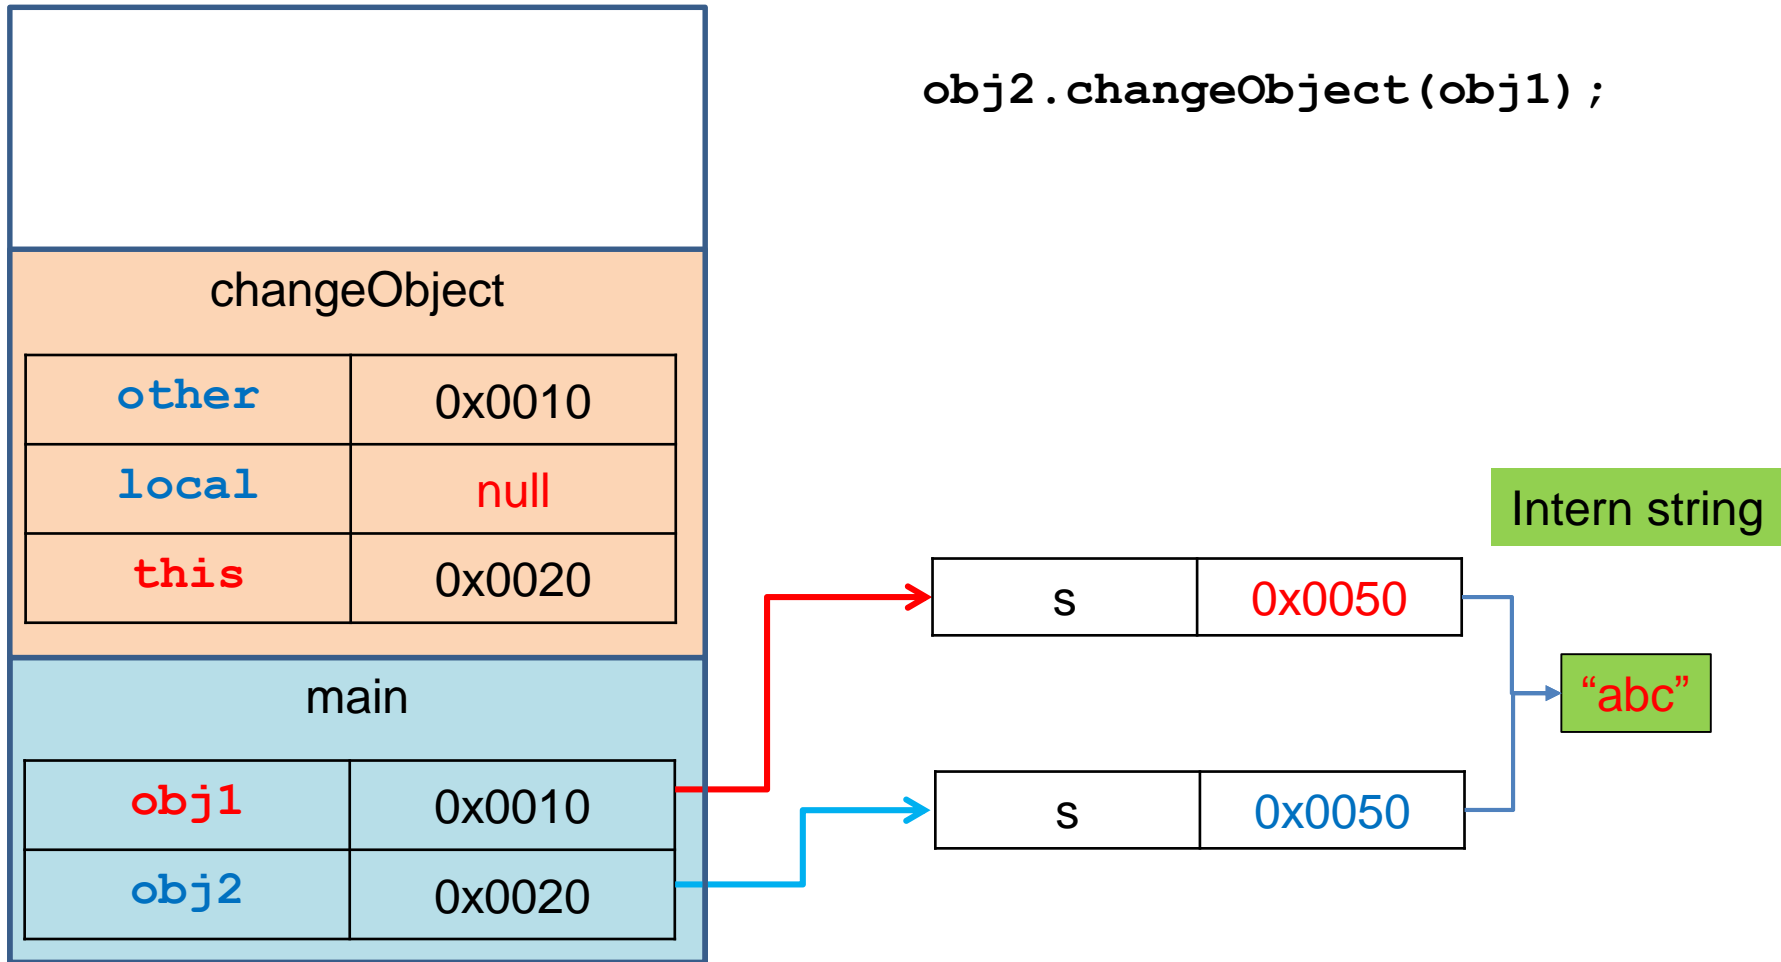 obj2.changeObject(obj1);
changeObject
other 0x0010
local null
this 0x0020
main
obj1 0x0010
obj2 0x0020
Intern string
s 0x0050
“abc”
s 0x0050